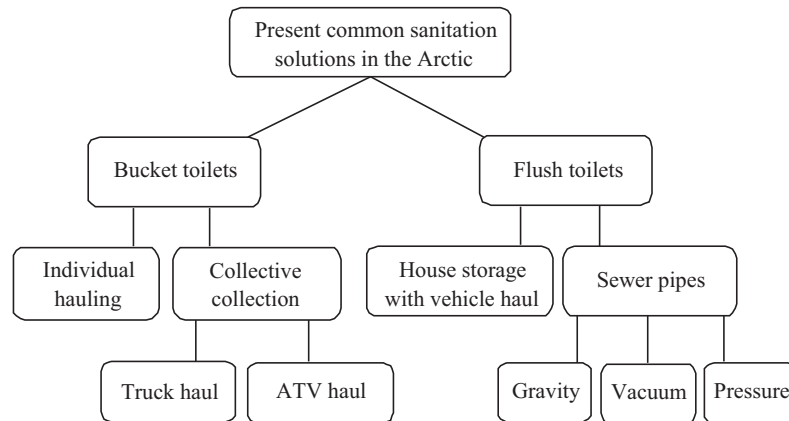 Present common sanitation
solutions in the Arctic
Bucket toilets
Flush toilets
Individual
hauling
Collective
collection
House storage
with vehicle haul
Sewer pipes
Truck haul
ATV haul
Gravity
Vacuum
Pressure